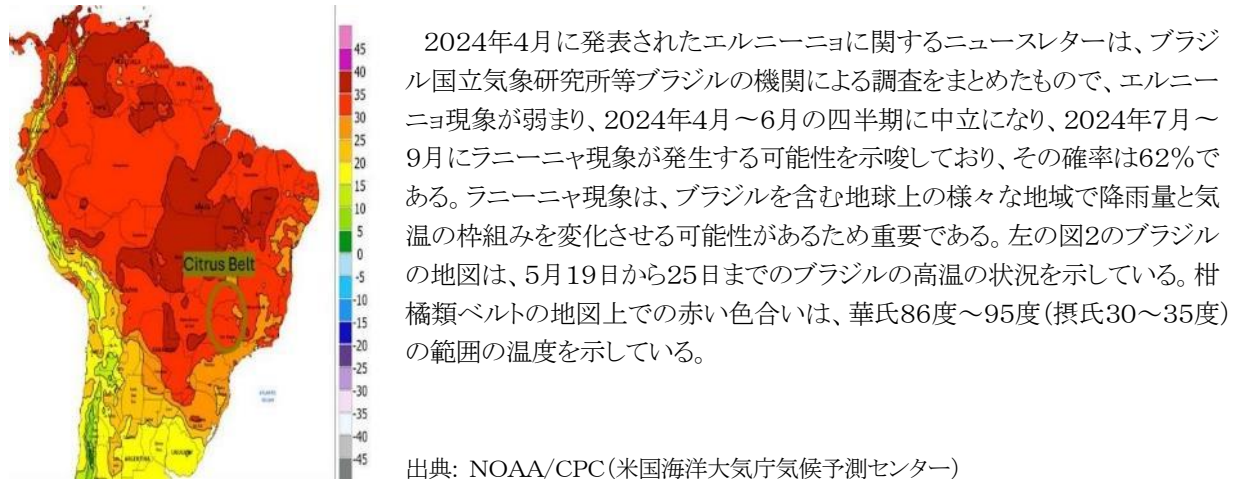 45
40
35
30
25
20
15
10
5
0
-5
-10
-15
-20
-25
-30
-35
-40
-45
Citrus Belt
ARGENTINA
URUGUAY
2024年4月に発表されたエルニーニョに関するニュースレターは、ブラジ
ル国立気象研究所等ブラジルの機関による調査をまとめたもので、エルニー
ニョ現象が弱まり、2024年4月～6月の四半期に中立になり、2024年7月～
9月にラニーニャ現象が発生する可能性を示唆しており、その確率は62％で
ある。ラニーニャ現象は、ブラジルを含む地球上の様々な地域で降雨量と気
温の枠組みを変化させる可能性があるため重要である。左の図2のブラジル
の地図は、5月19日から25日までのブラジルの高温の状況を示している。柑
橘類ベルトの地図上での赤い色合いは、華氏86度～95度（摂氏30～35度）
の範囲の温度を示している。
出典: NOAA/CPC（米国海洋大気庁気候予測センター）